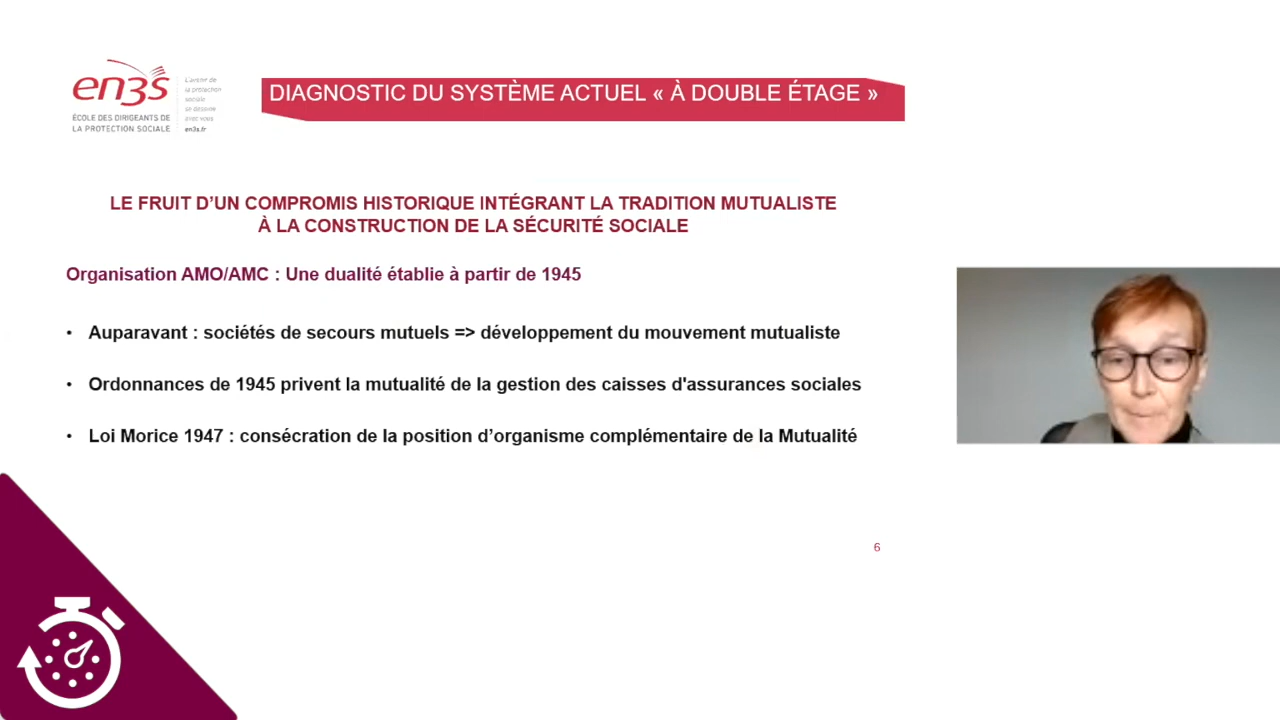 en3s
ÉCOLE DES DIRIGEANTS DE
LA PROTECTION SOCIALE
L'avenir de
la protection
sociale
se dessine
avec vous
en3s.fr
DIAGNOSTIC DU SYSTÈME ACTUEL « À DOUBLE ÉTAGE »
LE FRUIT D'UN COMPROMIS HISTORIQUE INTÉGRANT LA TRADITION MUTUALISTE
À LA CONSTRUCTION DE LA SÉCURITÉ SOCIALE
Organisation AMO/AMC : Une dualité établie à partir de 1945
• Auparavant : sociétés de secours mutuels => développement du mouvement mutualiste
• Ordonnances de 1945 privent la mutualité de la gestion des caisses d'assurances sociales
• Loi Morice 1947 : consécration de la position d'organisme complémentaire de la Mutualité
6